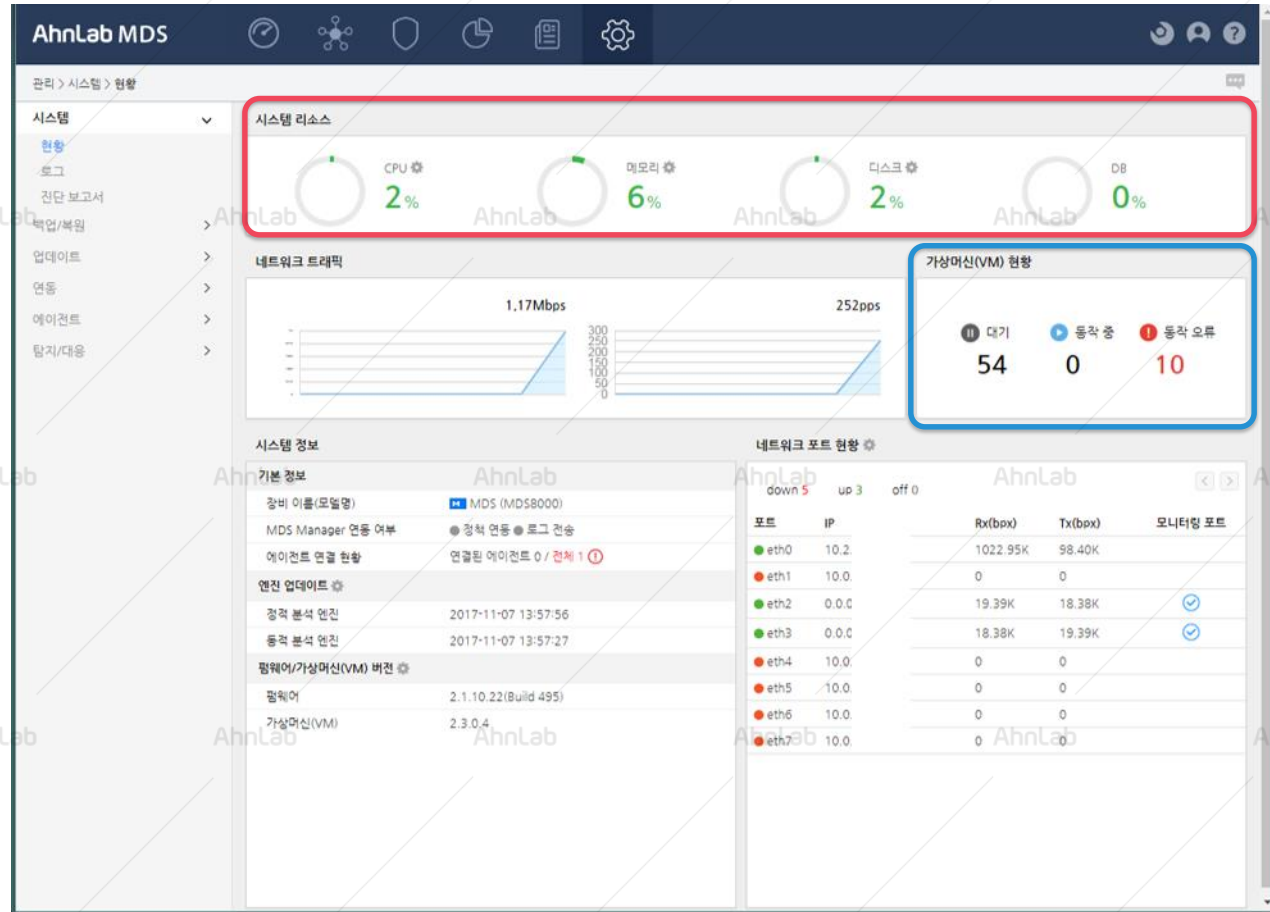 AhnLab MDS
관리 > 시스템 > 현황
시스템
현황
로그
진단 보고서
백업/복원
업데이트
연동
에이전트
탐지/대응
시스템 리소스
CPU
2%
메모리
6%
디스크
2%
DB
0%
네트워크 트래픽
1,17Mbps
252pps
300
250
200
150
100
50
0
가상머신(VM) 현황
대기 동작 중 동작 오류
54 0 10
시스템 정보
기본 정보
장비 이름(모델명) MDS (MDS8000)
MDS Manager 연동 여부 정책 연동 로그 전송
에이전트 연결 현황 연결된 에이전트 0 / 전체 1
엔진 업데이트
정적 분석 엔진 2017-11-07 13:57:56
동적 분석 엔진 2017-11-07 13:57:27
펌웨어/가상머신(VM) 버전
펌웨어 2.1.10.22(Build 495)
가상머신(VM) 2.3.0.4
네트워크 포트 현황
down 5 up 3 off 0
포트 IP Rx(bpx) Tx(bpx) 모니터링 포트
eth0 10.2. 1022.95K 98.40K
eth1 10.0. 0 0
eth2 0.0.0 19.39K 18.38K
eth3 0.0.0 18.38K 19.39K
eth4 10.0. 0 0
eth5 10.0. 0 0
eth6 10.0. 0 0
eth7 10.0. 0 0
AhnLab